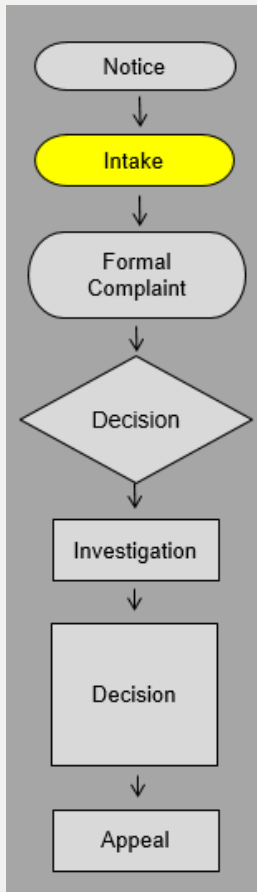 Notice
Intake
Formal
Complaint
Decision
Investigation
Decision
Appeal